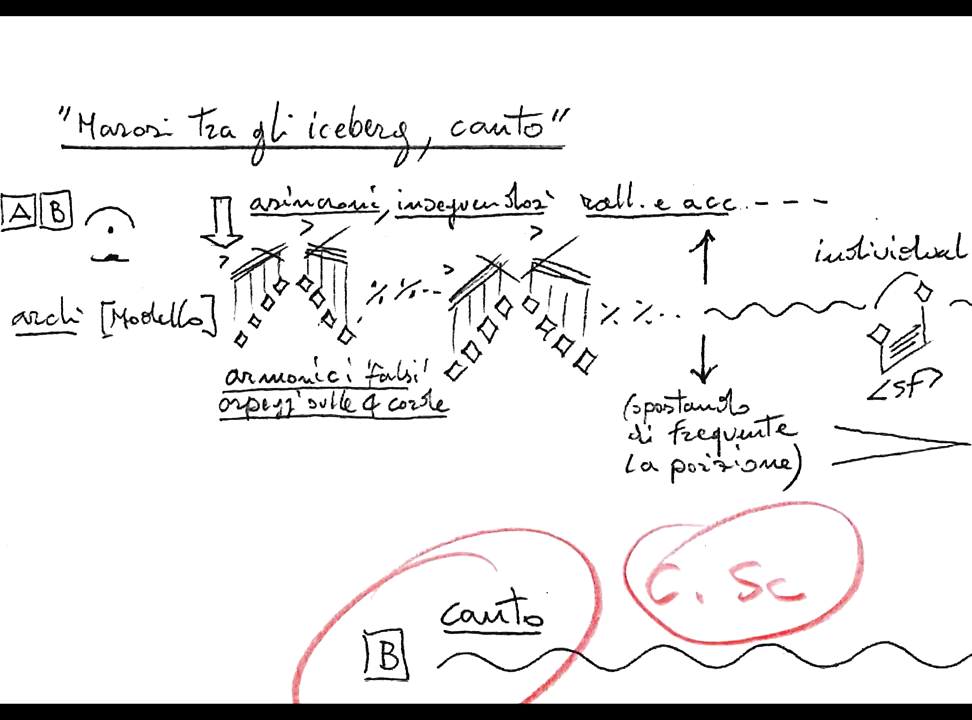 "Marosi tra gli iceberg, canto"
A B
asincroni, inseguendosi rall. e acc. - - - -
individual
archi [Modello]
armonici 'falsi'
arpeggi sulle 4 corde
<sf>
(spostando
di frequente
la posizione)
C. Sc
canto
B